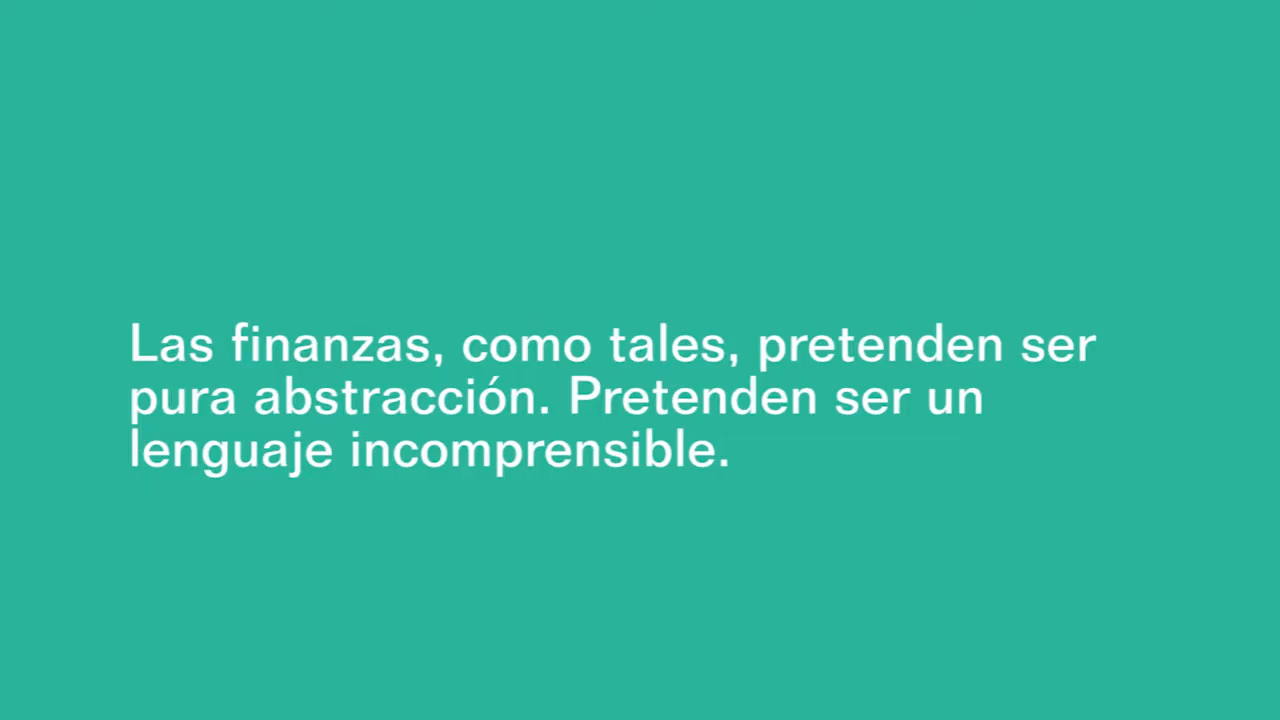 Las finanzas, como tales, pretenden ser
pura abstracción. Pretenden ser un
lenguaje incomprensible.